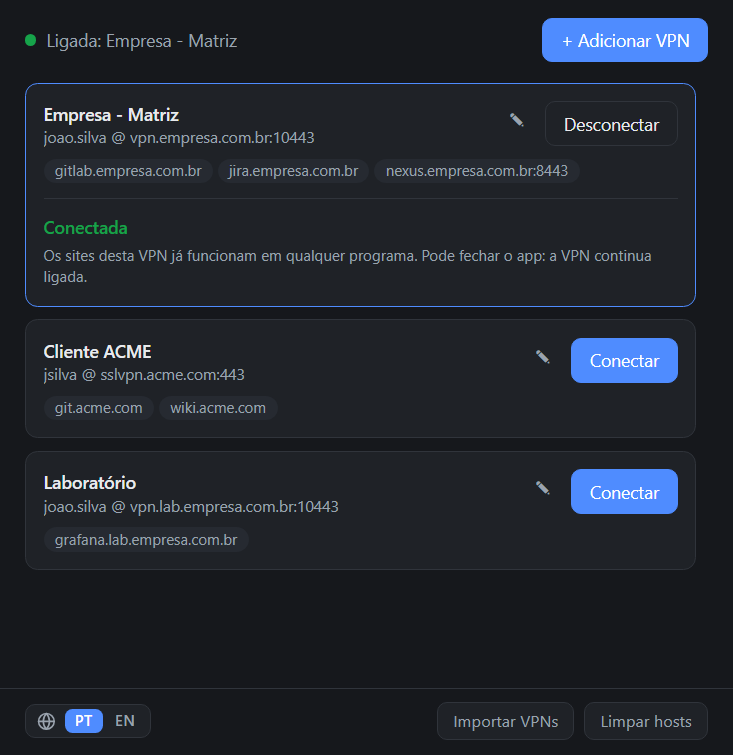 Ligada: Empresa - Matriz
+ Adicionar VPN
Empresa - Matriz
joao.silva @ vpn.empresa.com.br:10443
Desconectar
gitlab.empresa.com.br jira.empresa.com.br nexus.empresa.com.br:8443
Conectada
Os sites desta VPN já funcionam em qualquer programa. Pode fechar o app: a VPN continua
ligada.
Cliente ACME
jsilva @ sslvpn.acme.com:443
Conectar
git.acme.com wiki.acme.com
Laboratório
joao.silva @ vpn.lab.empresa.com.br:10443
Conectar
grafana.lab.empresa.com.br
PT EN
Importar VPNs
Limpar hosts